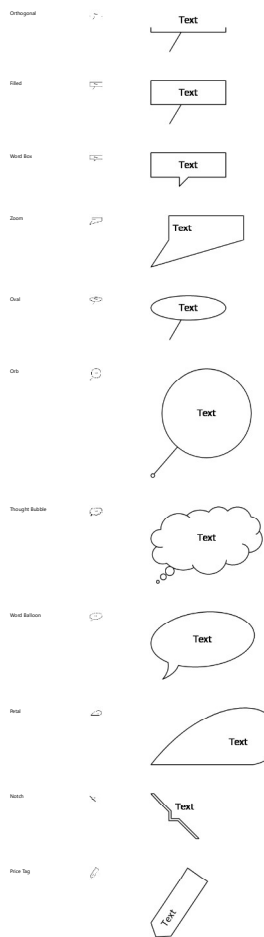 Orthogonal
Text
Filled
Text
Word Box
Text
Zoom
Text
Oval
Text
Orb
Text
Thought Bubble
Text
Word Balloon
Text
Petal
Text
Notch
Text
Price Tag
Text